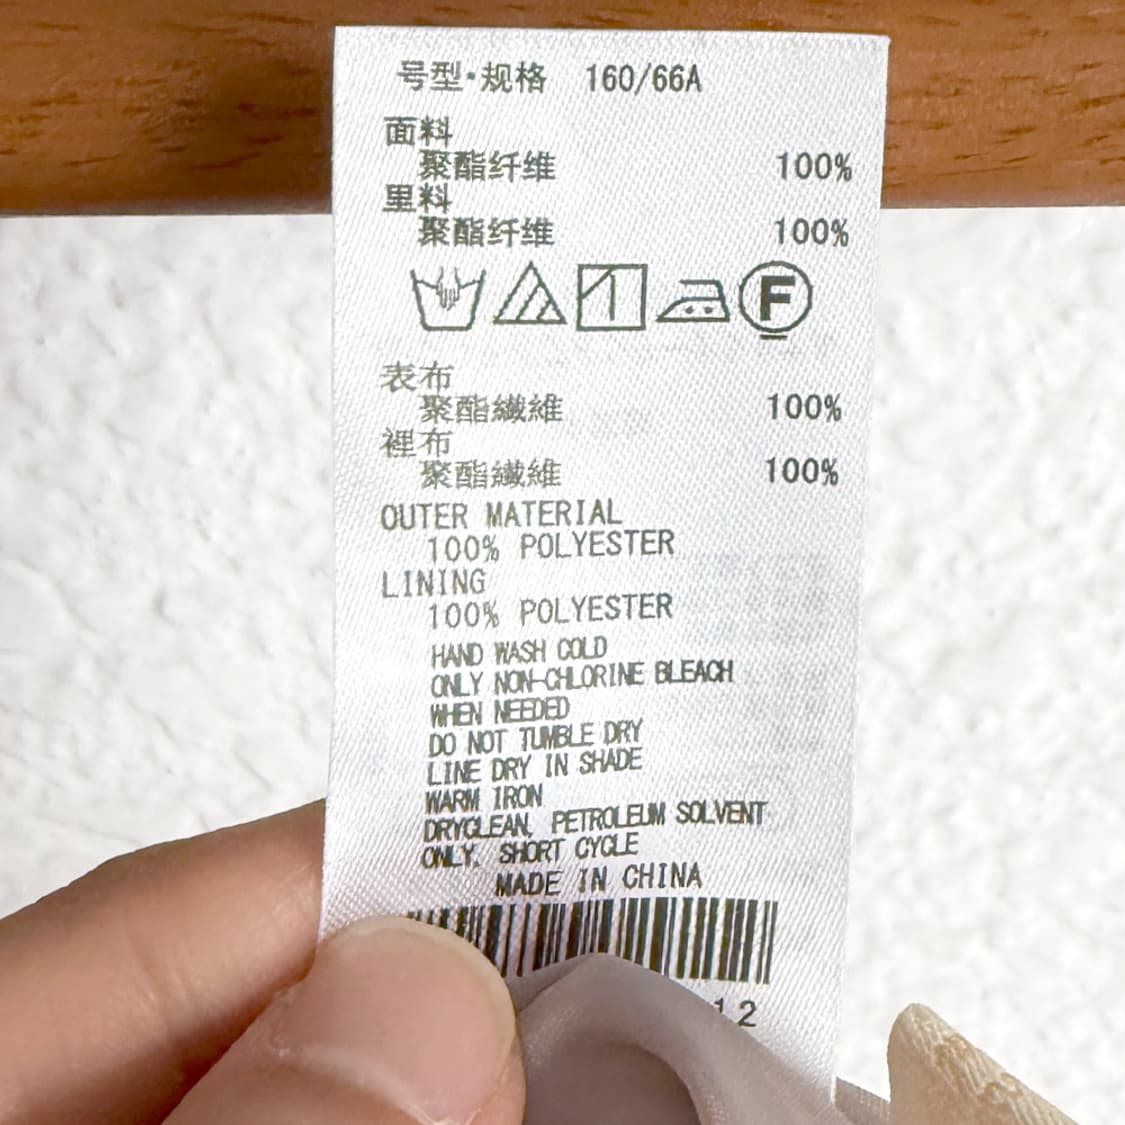 号型·规格 160/66A
面料
聚酯纤维 100%
里料
聚酯纤维 100%
F
表布
聚酯纖維 100%
裡布
聚酯纖維 100%
OUTER MATERIAL
100% POLYESTER
LINING
100% POLYESTER
HAND WASH COLD
ONLY NON-CHLORINE BLEACH
WHEN NEEDED
DO NOT TUMBLE DRY
LINE DRY IN SHADE
WARM IRON
DRYCLEAN, PETROLEUM SOLVENT
ONLY, SHORT CYCLE
MADE IN CHINA
12